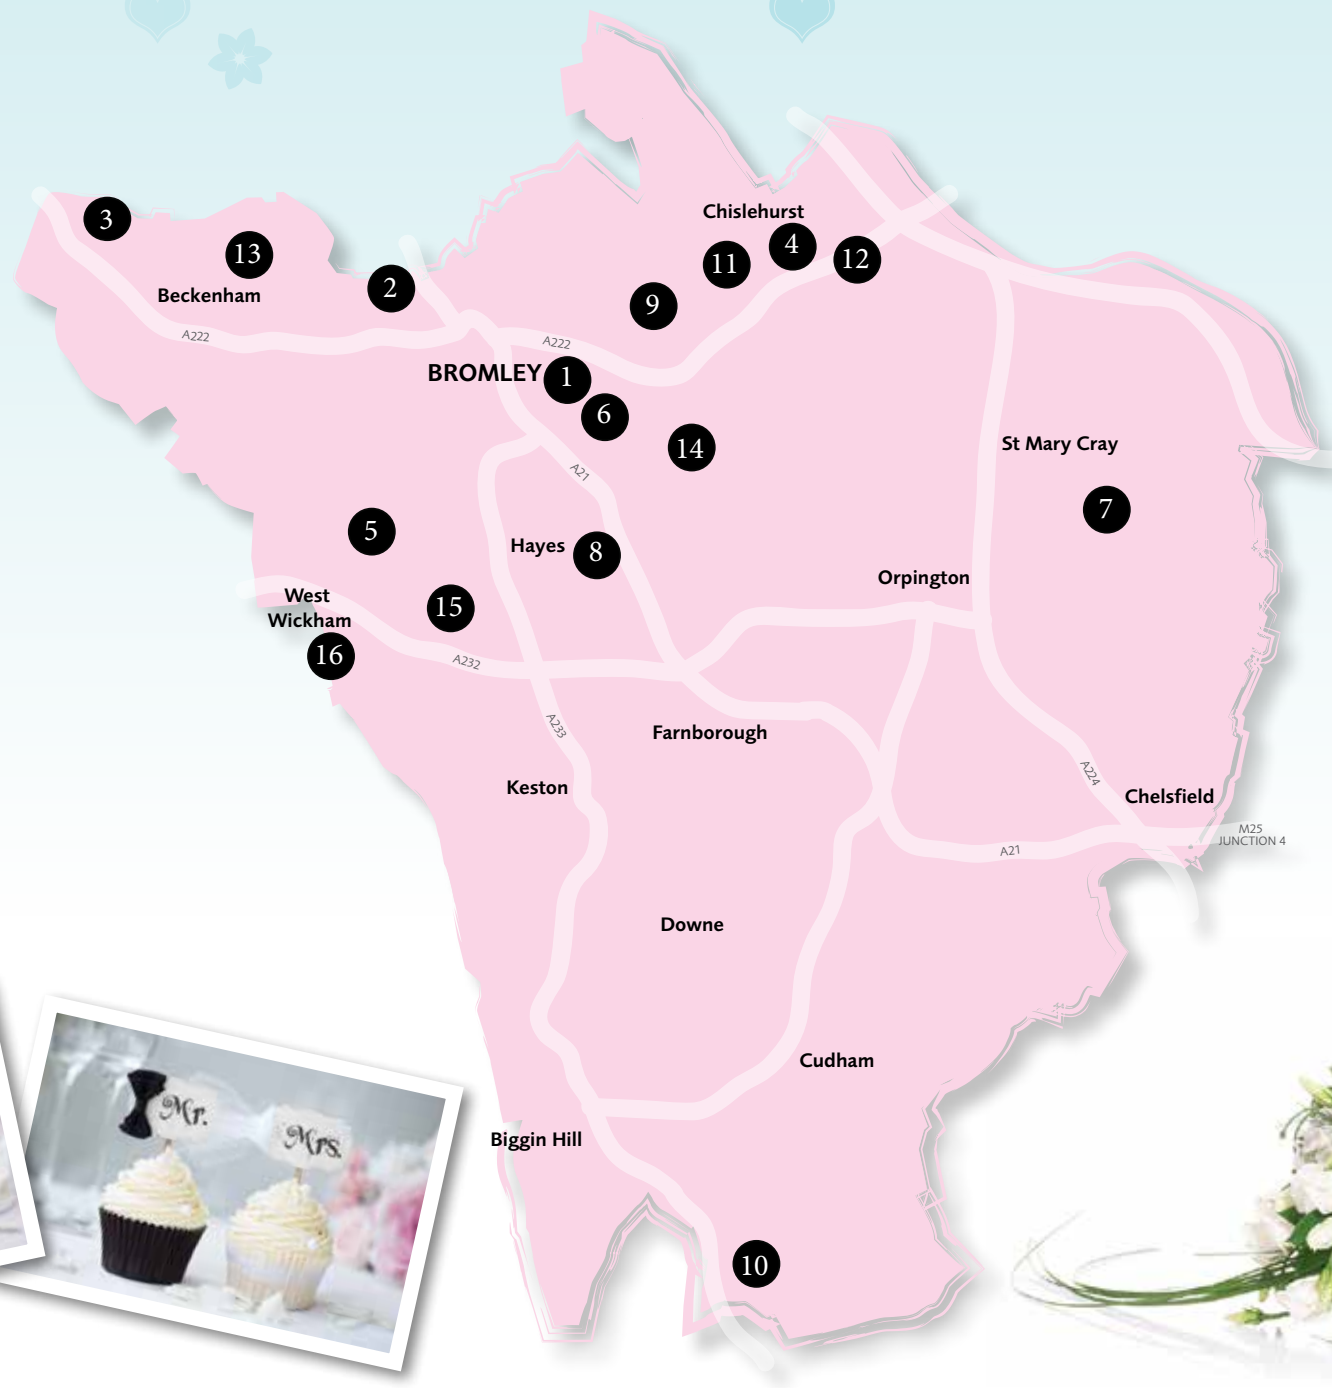 Chislehurst
3
4
13
12
11
2
Beckenham
9
A222
A222
BROMLEY
1
6
14
St Mary Cray
A21
7
5
Hayes
8
Orpington
West
Wickham
15
16
A232
A233
Farnborough
A224
Keston
Chelsfield
M25
JUNCTION 4
A21
Downe
Cudham
Mr.
Mrs.
Biggin Hill
10